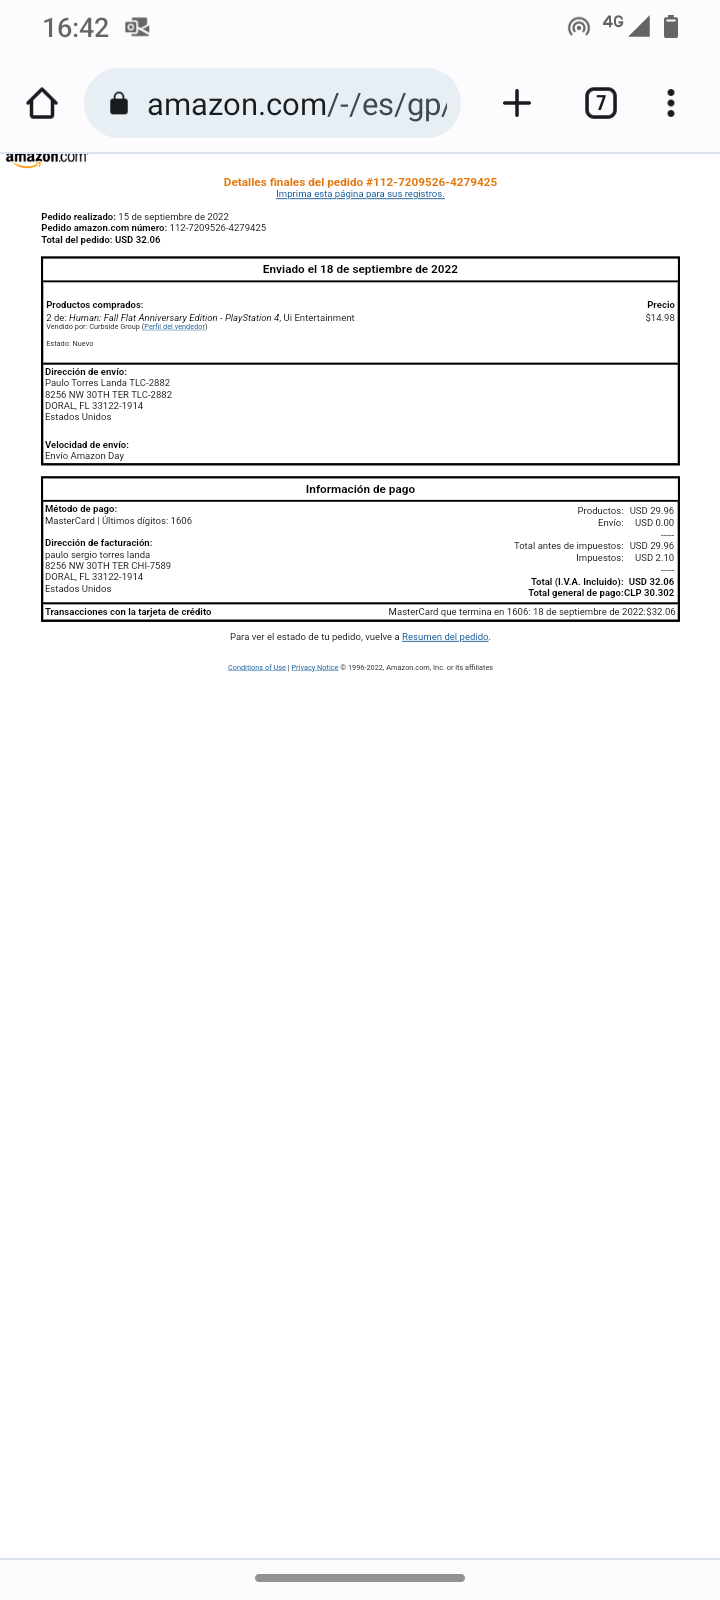 16:42
4G
amazon.com/-/es/gp/
7
amazon.com
Detalles finales del pedido #112-7209526-4279425
Imprima esta página para sus registros.
Pedido realizado: 15 de septiembre de 2022
Pedido amazon.com número: 112-7209526-4279425
Total del pedido: USD 32.06
Enviado el 18 de septiembre de 2022
Productos comprados: Precio
2 de: Human: Fall Flat Anniversary Edition - PlayStation 4, Ui Entertainment $14.98
Vendido por: Curbside Group (Perfil del vendedor)
Estado: Nuevo
Dirección de envío:
Paulo Torres Landa TLC-2882
8256 NW 30TH TER TLC-2882
DORAL, FL 33122-1914
Estados Unidos
Velocidad de envío:
Envío Amazon Day
Información de pago
Método de pago:
MasterCard | Últimos dígitos: 1606
Dirección de facturación:
paulo sergio torres landa
8256 NW 30TH TER CHI-7589
DORAL, FL 33122-1914
Estados Unidos
Productos: USD 29.96
Envío: USD 0.00
-----
Total antes de impuestos: USD 29.96
Impuestos: USD 2.10
-----
Total (I.V.A. Incluido): USD 32.06
Total general de pago:CLP 30.302
Transacciones con la tarjeta de crédito MasterCard que termina en 1606: 18 de septiembre de 2022:$32.06
Para ver el estado de tu pedido, vuelve a Resumen del pedido.
Conditions of Use | Privacy Notice © 1996-2022, Amazon.com, Inc. or its affiliates